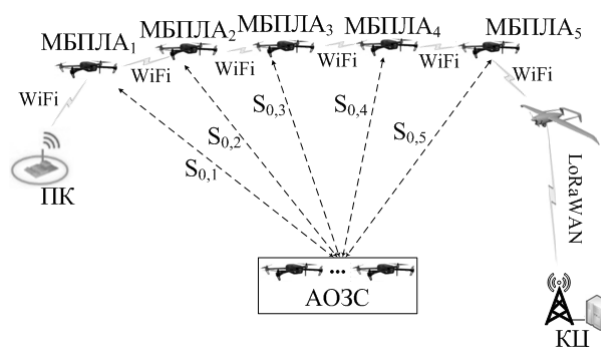 МБПЛА₁
МБПЛА₂
МБПЛА₃
МБПЛА₄
МБПЛА₅
WiFi
WiFi
WiFi
WiFi
WiFi
WiFi
S₀,₁
S₀,₂
S₀,₃
S₀,₄
S₀,₅
ПК
LoRaWAN
...
АОЗС
КЦ